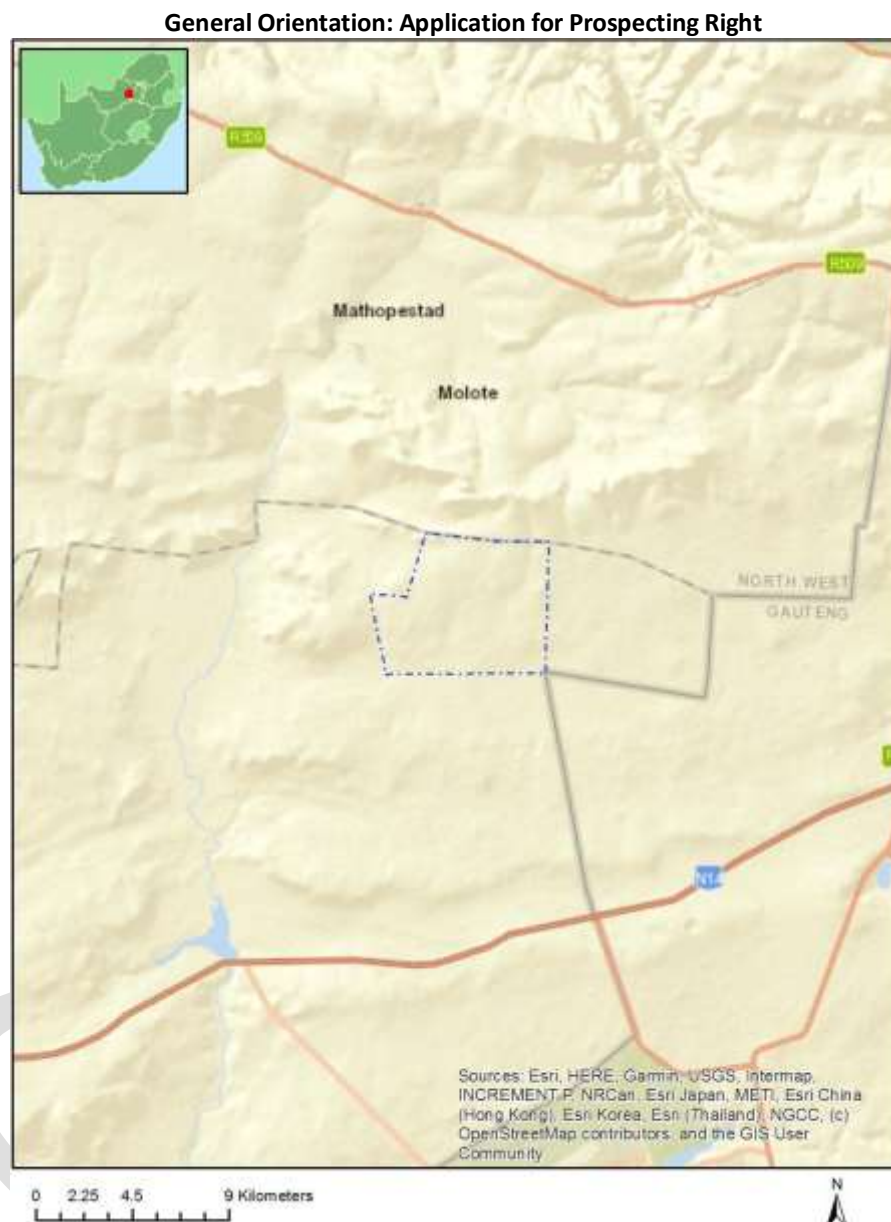 General Orientation: Application for Prospecting Right
R509
R509
Mathopestad
Molote
NORTH WEST
GAUTENG
N14
Sources: Esri, HERE, Garmin, USGS, Intermap,
INCREMENT P, NRCan, Esri Japan, METI, Esri China
(Hong Kong), Esri Korea, Esri (Thailand), NGCC, (c)
OpenStreetMap contributors, and the GIS User
Community
0 2.25 4.5 9 Kilometers
N